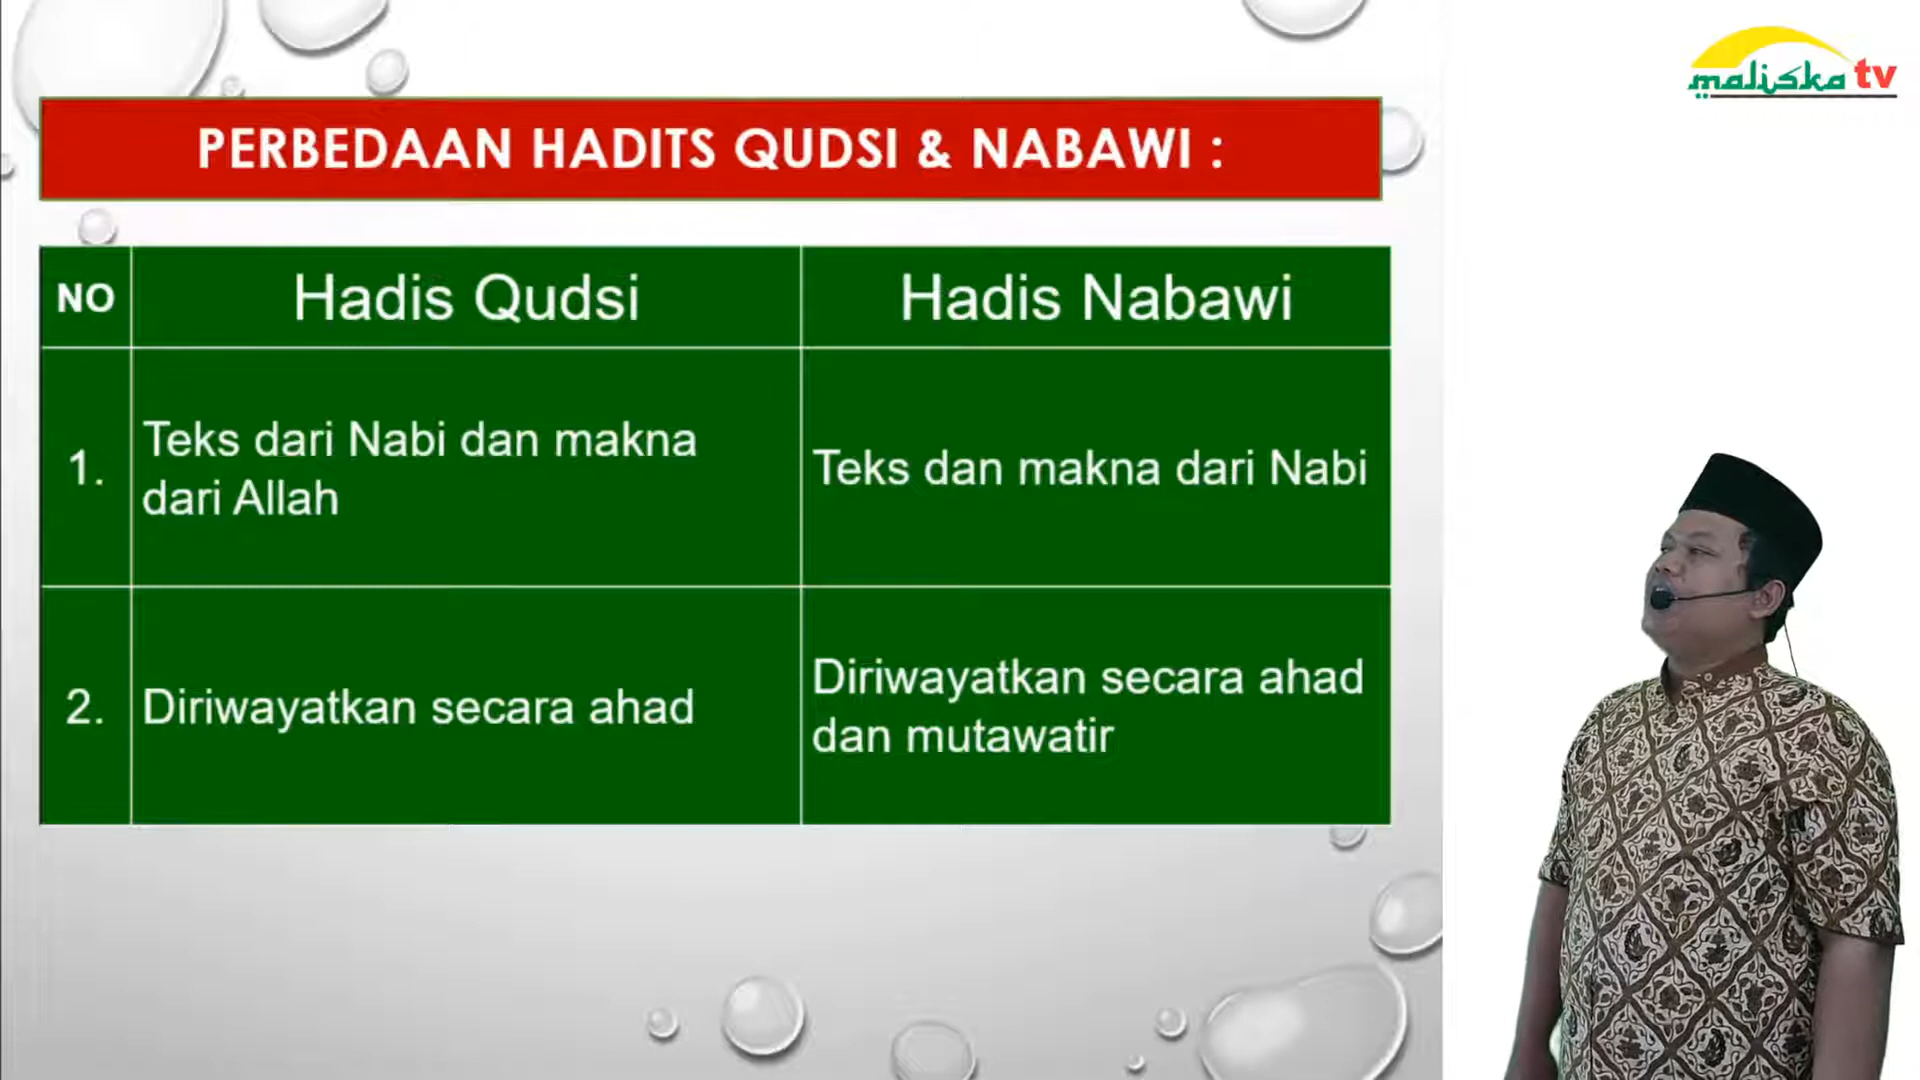 maliska tv
PERBEDAAN HADITS QUDSI & NABAWI :
NO
Hadis Qudsi
Hadis Nabawi
1.
Teks dari Nabi dan makna
dari Allah
Teks dan makna dari Nabi
2.
Diriwayatkan secara ahad
Diriwayatkan secara ahad
dan mutawatir